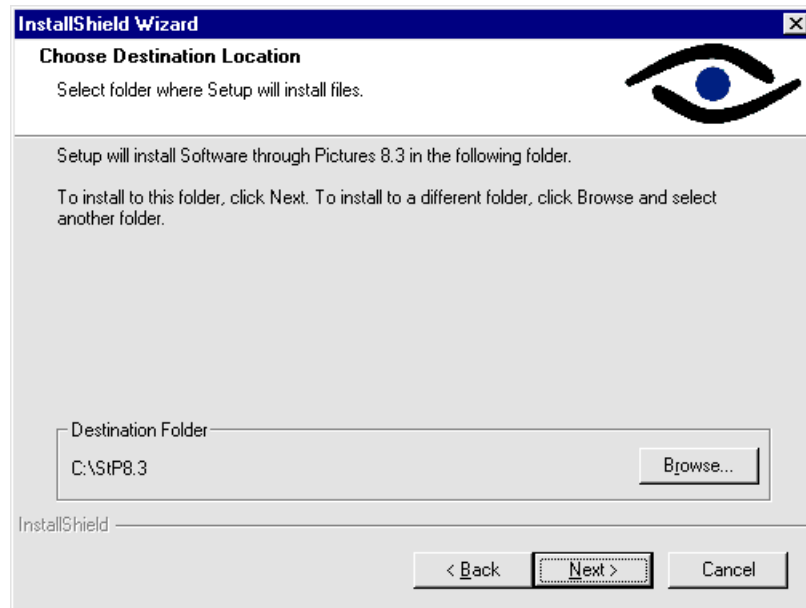 InstallShield Wizard
Choose Destination Location
Select folder where Setup will install files.
Setup will install Software through Pictures 8.3 in the following folder.
To install to this folder, click Next. To install to a different folder, click Browse and select
another folder.
Destination Folder
C:\StP8.3
Browse...
InstallShield
< Back
Next >
Cancel